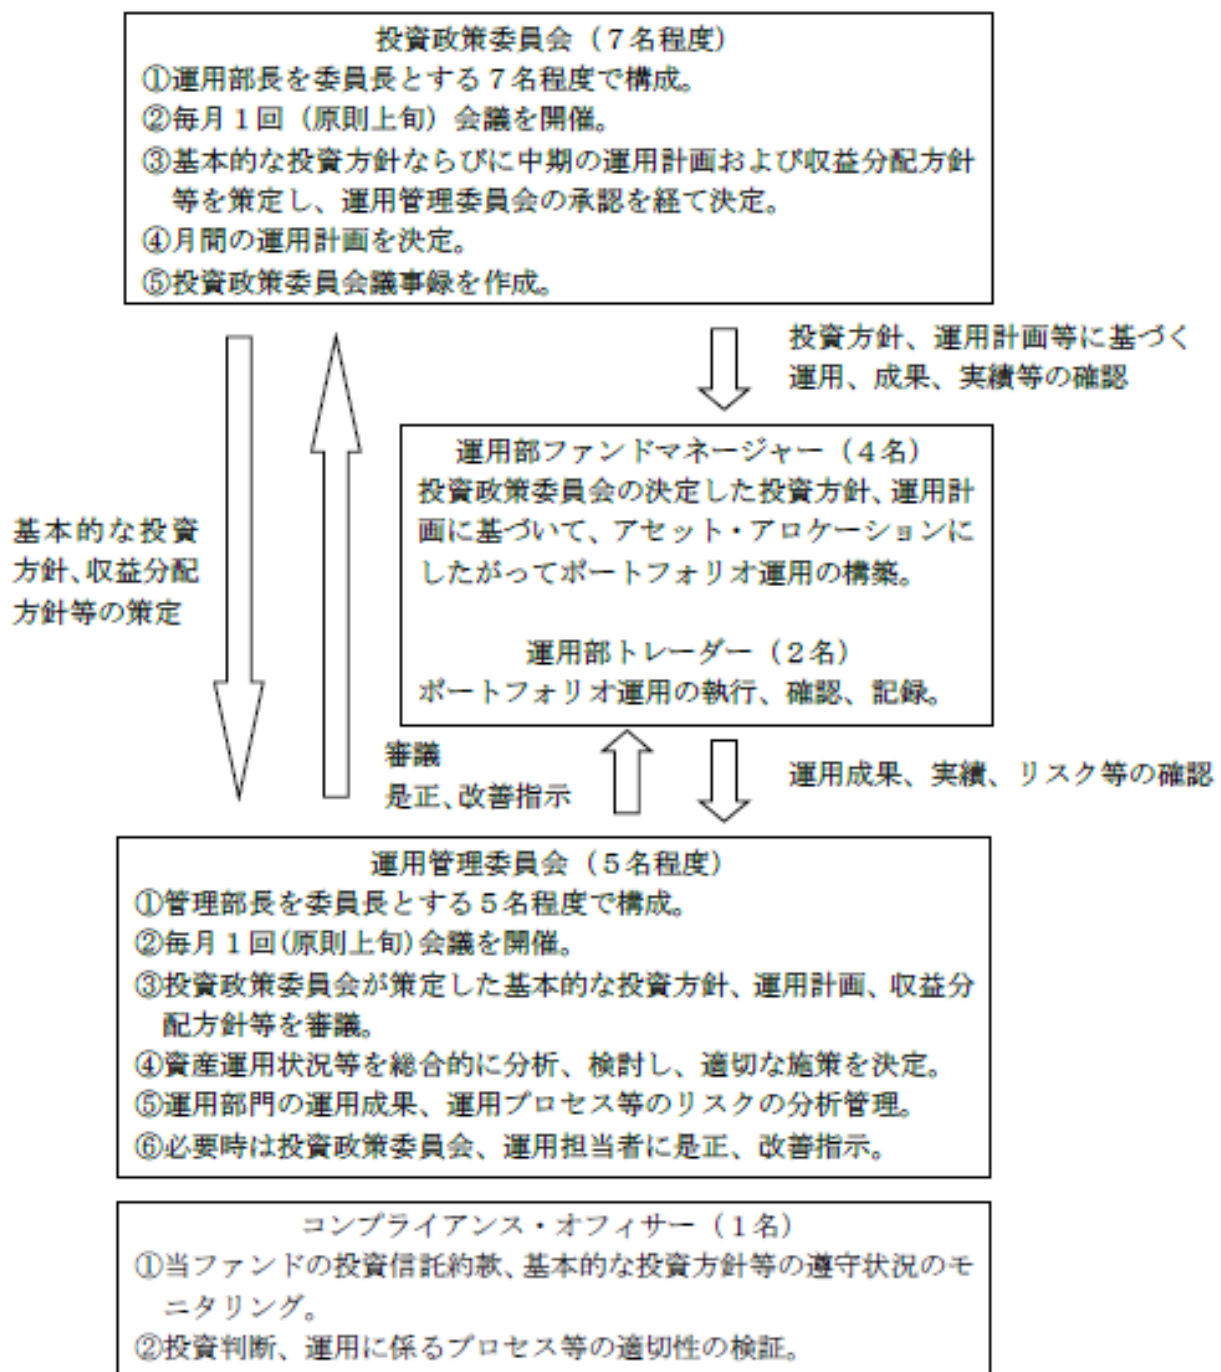 投資政策委員会（７名程度）
①運用部長を委員長とする７名程度で構成。
②毎月１回（原則上旬）会議を開催。
③基本的な投資方針ならびに中期の運用計画および収益分配方針
等を策定し、運用管理委員会の承認を経て決定。
④月間の運用計画を決定。
⑤投資政策委員会議事録を作成。
投資方針、運用計画等に基づく
運用、成果、実績等の確認
運用部ファンドマネージャー（４名）
投資政策委員会の決定した投資方針、運用計
画に基づいて、アセット・アロケーションに
したがってポートフォリオ運用の構築。
運用部トレーダー（２名）
ポートフォリオ運用の執行、確認、記録。
基本的な投資
方針、収益分配
方針等の策定
審議
是正、改善指示
運用成果、実績、リスク等の確認
運用管理委員会（５名程度）
①管理部長を委員長とする５名程度で構成。
②毎月１回(原則上旬)会議を開催。
③投資政策委員会が策定した基本的な投資方針、運用計画、収益分
配方針等を審議。
④資産運用状況等を総合的に分析、検討し、適切な施策を決定。
⑤運用部門の運用成果、運用プロセス等のリスクの分析管理。
⑥必要時は投資政策委員会、運用担当者に是正、改善指示。
コンプライアンス・オフィサー（１名）
①当ファンドの投資信託約款、基本的な投資方針等の遵守状況のモ
ニタリング。
②投資判断、運用に係るプロセス等の適切性の検証。